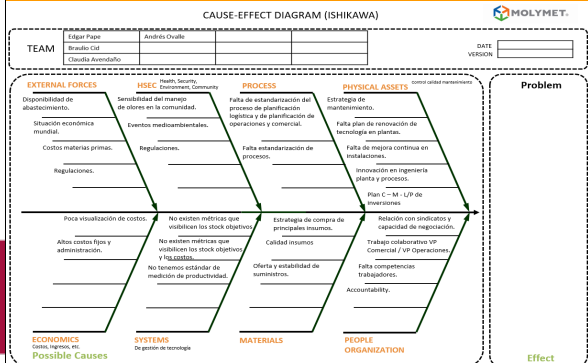 CAUSE-EFFECT DIAGRAM (ISHIKAWA)
MOLYMET.
TEAM
Edgar Pape
Andrés Ovalle
Braulio Cid
Claudia Avendaño
DATE
VERSION
EXTERNAL FORCES
Disponibilidad de
abastecimiento.
Situación económica
mundial.
Costos materias primas.
Regulaciones.
HSEC
Health, Security,
Environment, Community
Sensibilidad del manejo
de olores en la comunidad.
Eventos medioambientales.
Regulaciones.
PROCESS
Falta de estandarización del
proceso de planificación
logística y de planificación de
operaciones y comercial.
Falta estandarización de
procesos.
PHYSICAL ASSETS
control calidad mantenimiento
Estrategia de
mantenimiento.
Falta plan de renovación de
tecnología en plantas.
Falta de mejora continua en
instalaciones.
Innovación en ingeniería
planta y procesos.
Plan C – M - L/P de
inversiones
Problem
Poca visualización de costos.
Altos costos fijos y
administración.
ECONOMICS
Costos, Ingresos, etc.
Possible Causes
No existen métricas que
visibilicen los stock objetivos
No existen métricas que
visibilicen los stock objetivos
y los costos.
No tenemos estándar de
medición de productividad.
SYSTEMS
De gestión de tecnología
Estrategia de compra de
principales insumos.
Calidad insumos
Oferta y estabilidad de
suministros.
MATERIALS
Relación con sindicatos y
capacidad de negociación.
Trabajo colaborativo VP
Comercial / VP Operaciones.
Falta competencias
trabajadores.
Accountability.
PEOPLE
ORGANIZATION
Effect